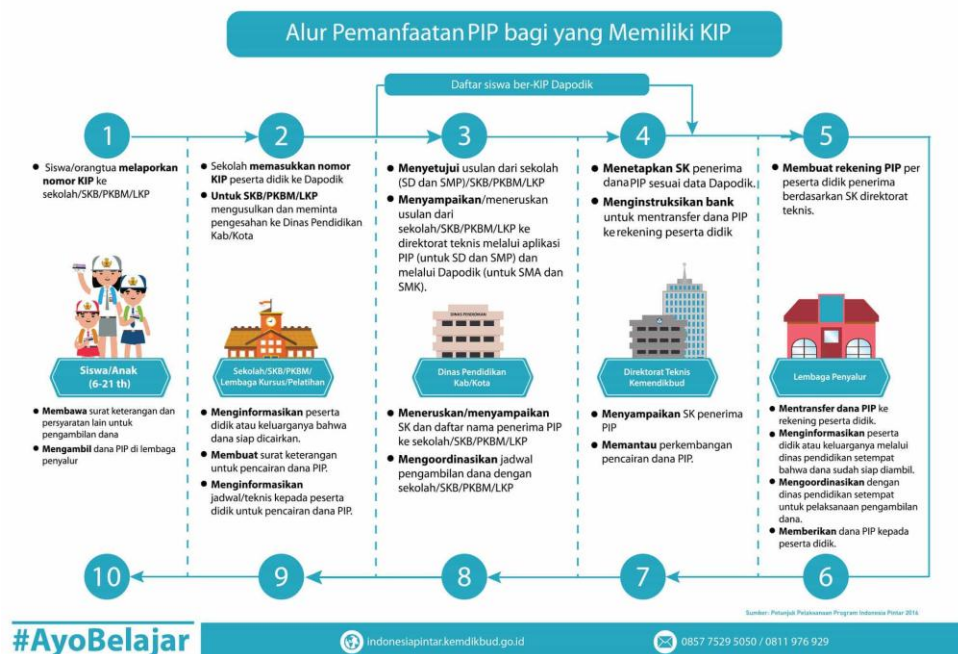 Alur Pemanfaatan PIP bagi yang Memiliki KIP
Daftar siswa ber-KIP Dapodik
1
2
3
4
5
• Siswa/orangtua melaporkan
nomor KIP ke
sekolah/SKB/PKBM/LKP
• Sekolah memasukkan nomor
KIP peserta didik ke Dapodik
• Untuk SKB/PKBM/LKP
mengusulkan dan meminta
pengesahan ke Dinas Pendidikan
Kab/Kota
• Menyetujui usulan dari sekolah
(SD dan SMP)/SKB/PKBM/LKP
• Menyampaikan/meneruskan
usulan dari
sekolah/SKB/PKBM/LKP ke
direktorat teknis melalui aplikasi
PIP (untuk SD dan SMP) dan
melalui Dapodik (untuk SMA dan
SMK).
• Menetapkan SK penerima
dana PIP sesuai data Dapodik.
• Menginstruksikan bank
untuk mentransfer dana PIP
ke rekening peserta didik
• Membuat rekening PIP per
peserta didik penerima
berdasarkan SK direktorat
teknis.
DINAS PENDIDIKAN
Siswa/Anak
(6-21 th)
Sekolah/SKB/PKBM/
Lembaga Kursus/Pelatihan
Dinas Pendidikan
Kab/Kota
Direktorat Teknis
Kemendikbud
Lembaga Penyalur
• Membawa surat keterangan dan
persyaratan lain untuk
pengambilan dana
• Mengambil dana PIP di lembaga
penyalur
• Menginformasikan peserta
didik atau keluarganya bahwa
dana siap dicairkan.
• Membuat surat keterangan
untuk pencairan dana PIP.
• Menginformasikan
jadwal/teknis kepada peserta
didik untuk pencairan dana PIP.
• Meneruskan/menyampaikan
SK dan daftar nama penerima PIP
ke sekolah/SKB/PKBM/LKP
• Mengoordinasikan jadwal
pengambilan dana dengan
sekolah/SKB/PKBM/LKP
• Menyampaikan SK penerima
PIP
• Memantau perkembangan
pencairan dana PIP.
• Mentransfer dana PIP ke
rekening peserta didik.
• Menginformasikan peserta
didik atau keluarga melalui
dinas pendidikan setempat
bahwa dana sudah siap diambil.
• Mengoordinasikan dengan
dinas pendidikan setempat
untuk pelaksanaan pengambilan
dana.
• Memberikan dana PIP kepada
peserta didik.
10
9
8
7
6
Sumber: Petunjuk Pelaksanaan Program Indonesia Pintar 2016
#AyoBelajar
indonesiapintar.kemdikbud.go.id
0857 7529 5050 / 0811 976 929